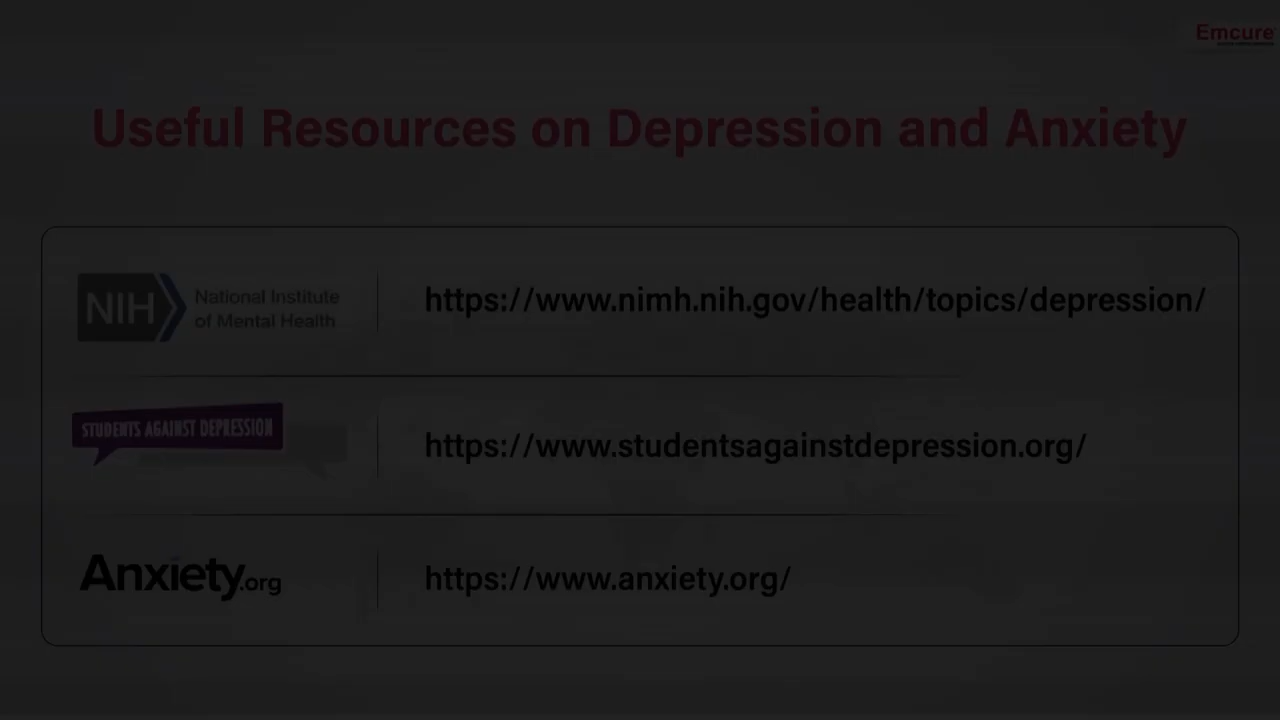 Emcure
Useful Resources on Depression and Anxiety
NIH
National Institute
of Mental Health
https://www.nimh.nih.gov/health/topics/depression/
STUDENTS AGAINST DEPRESSION
https://www.studentsagainstdepression.org/
Anxiety.org
https://www.anxiety.org/